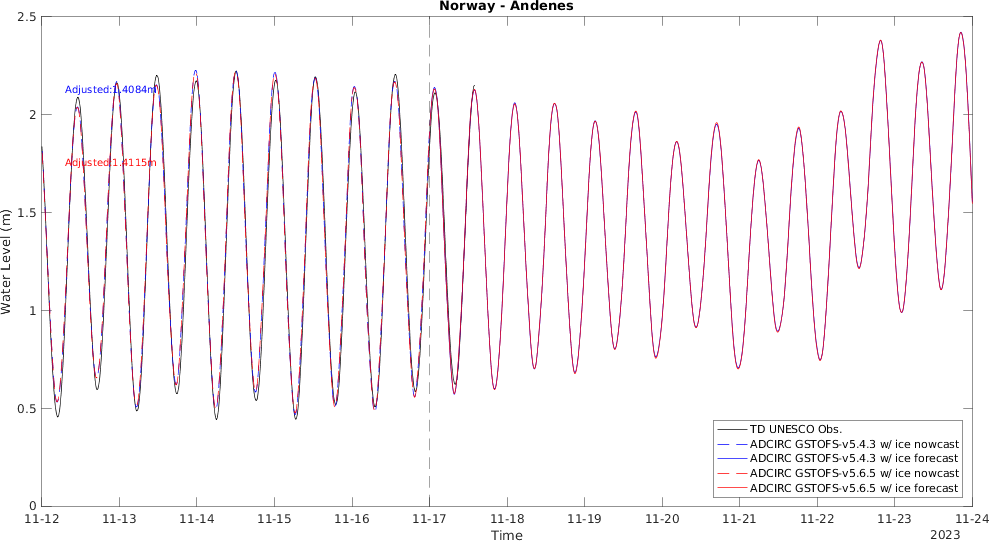 Norway - Andenes
2.5
2
1.5
1
0.5
0
Water Level (m)
Adjusted:1.4084m
Adjusted:1.4115m
TD UNESCO Obs.
ADCIRC GSTOFS-v5.4.3 w/ ice nowcast
ADCIRC GSTOFS-v5.4.3 w/ ice forecast
ADCIRC GSTOFS-v5.6.5 w/ ice nowcast
ADCIRC GSTOFS-v5.6.5 w/ ice forecast
11-12 11-13 11-14 11-15 11-16 11-17 11-18 11-19 11-20 11-21 11-22 11-23 11-24
Time
2023